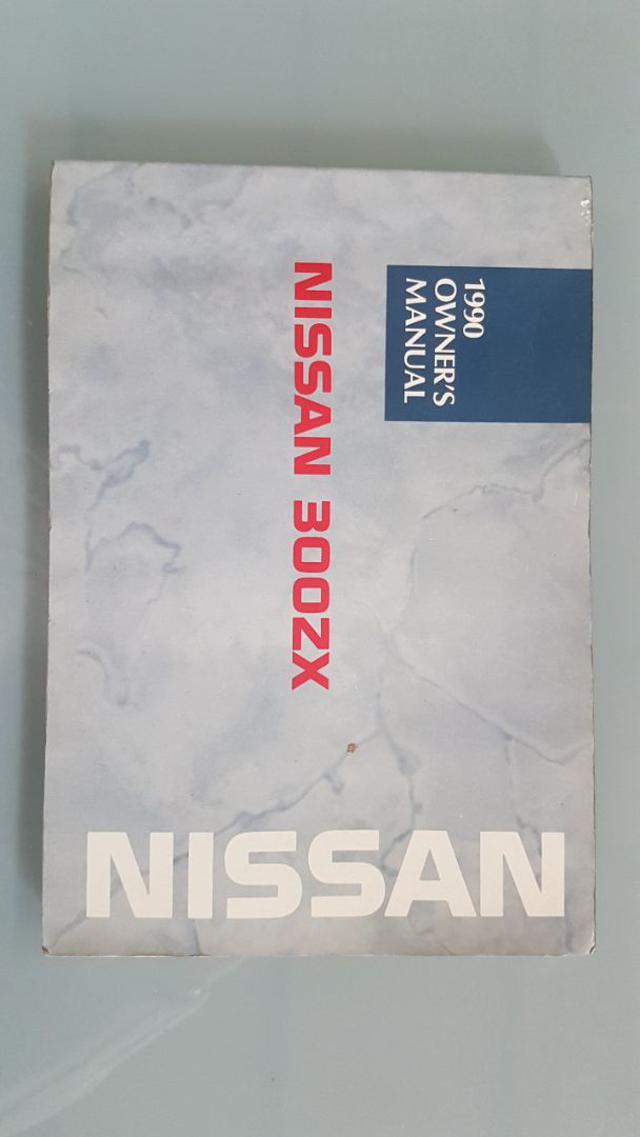 1990
OWNER'S
MANUAL
NISSAN 300ZX
NISSAN